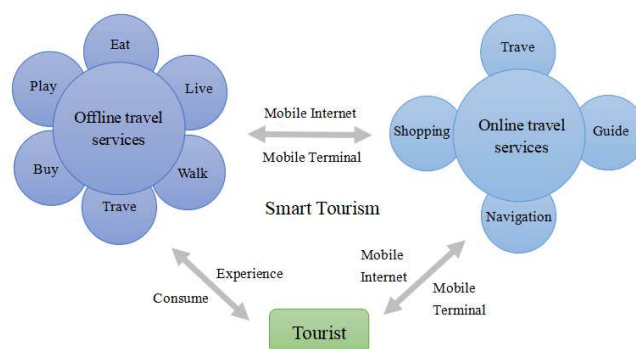 Eat
Play
Live
Offline travel
services
Buy
Walk
Trave
Mobile Internet
Mobile Terminal
Trave
Shopping
Online travel
services
Guide
Navigation
Smart Tourism
Experience
Consume
Mobile
Internet
Mobile
Terminal
Tourist